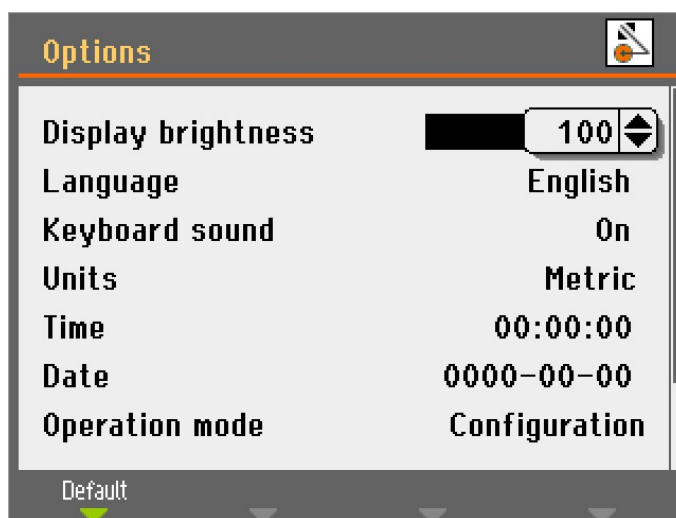 Options
Display brightness 100
Language English
Keyboard sound On
Units Metric
Time 00:00:00
Date 0000-00-00
Operation mode Configuration
Default